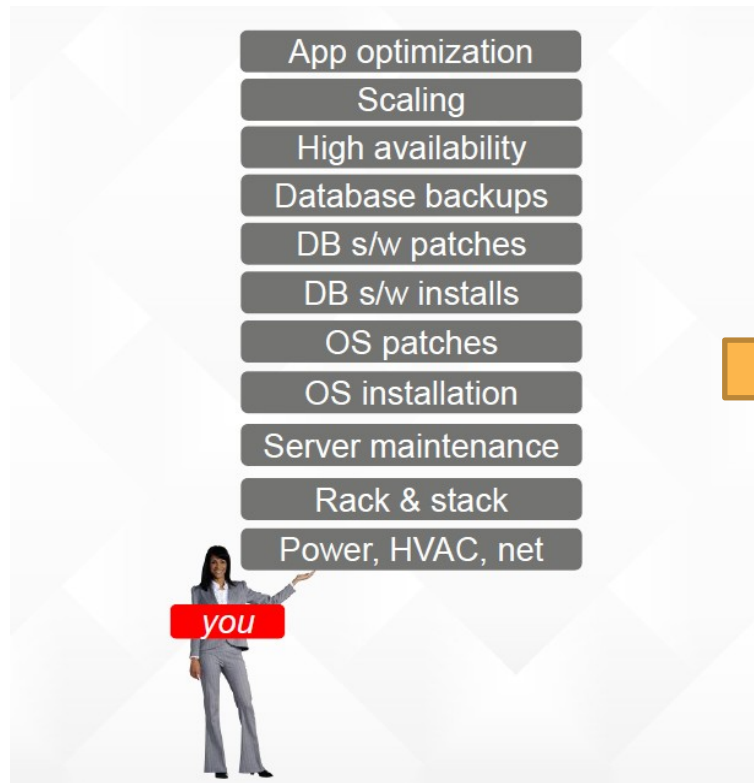 App optimization
Scaling
High availability
Database backups
DB s/w patches
DB s/w installs
OS patches
OS installation
Server maintenance
Rack & stack
Power, HVAC, net
you